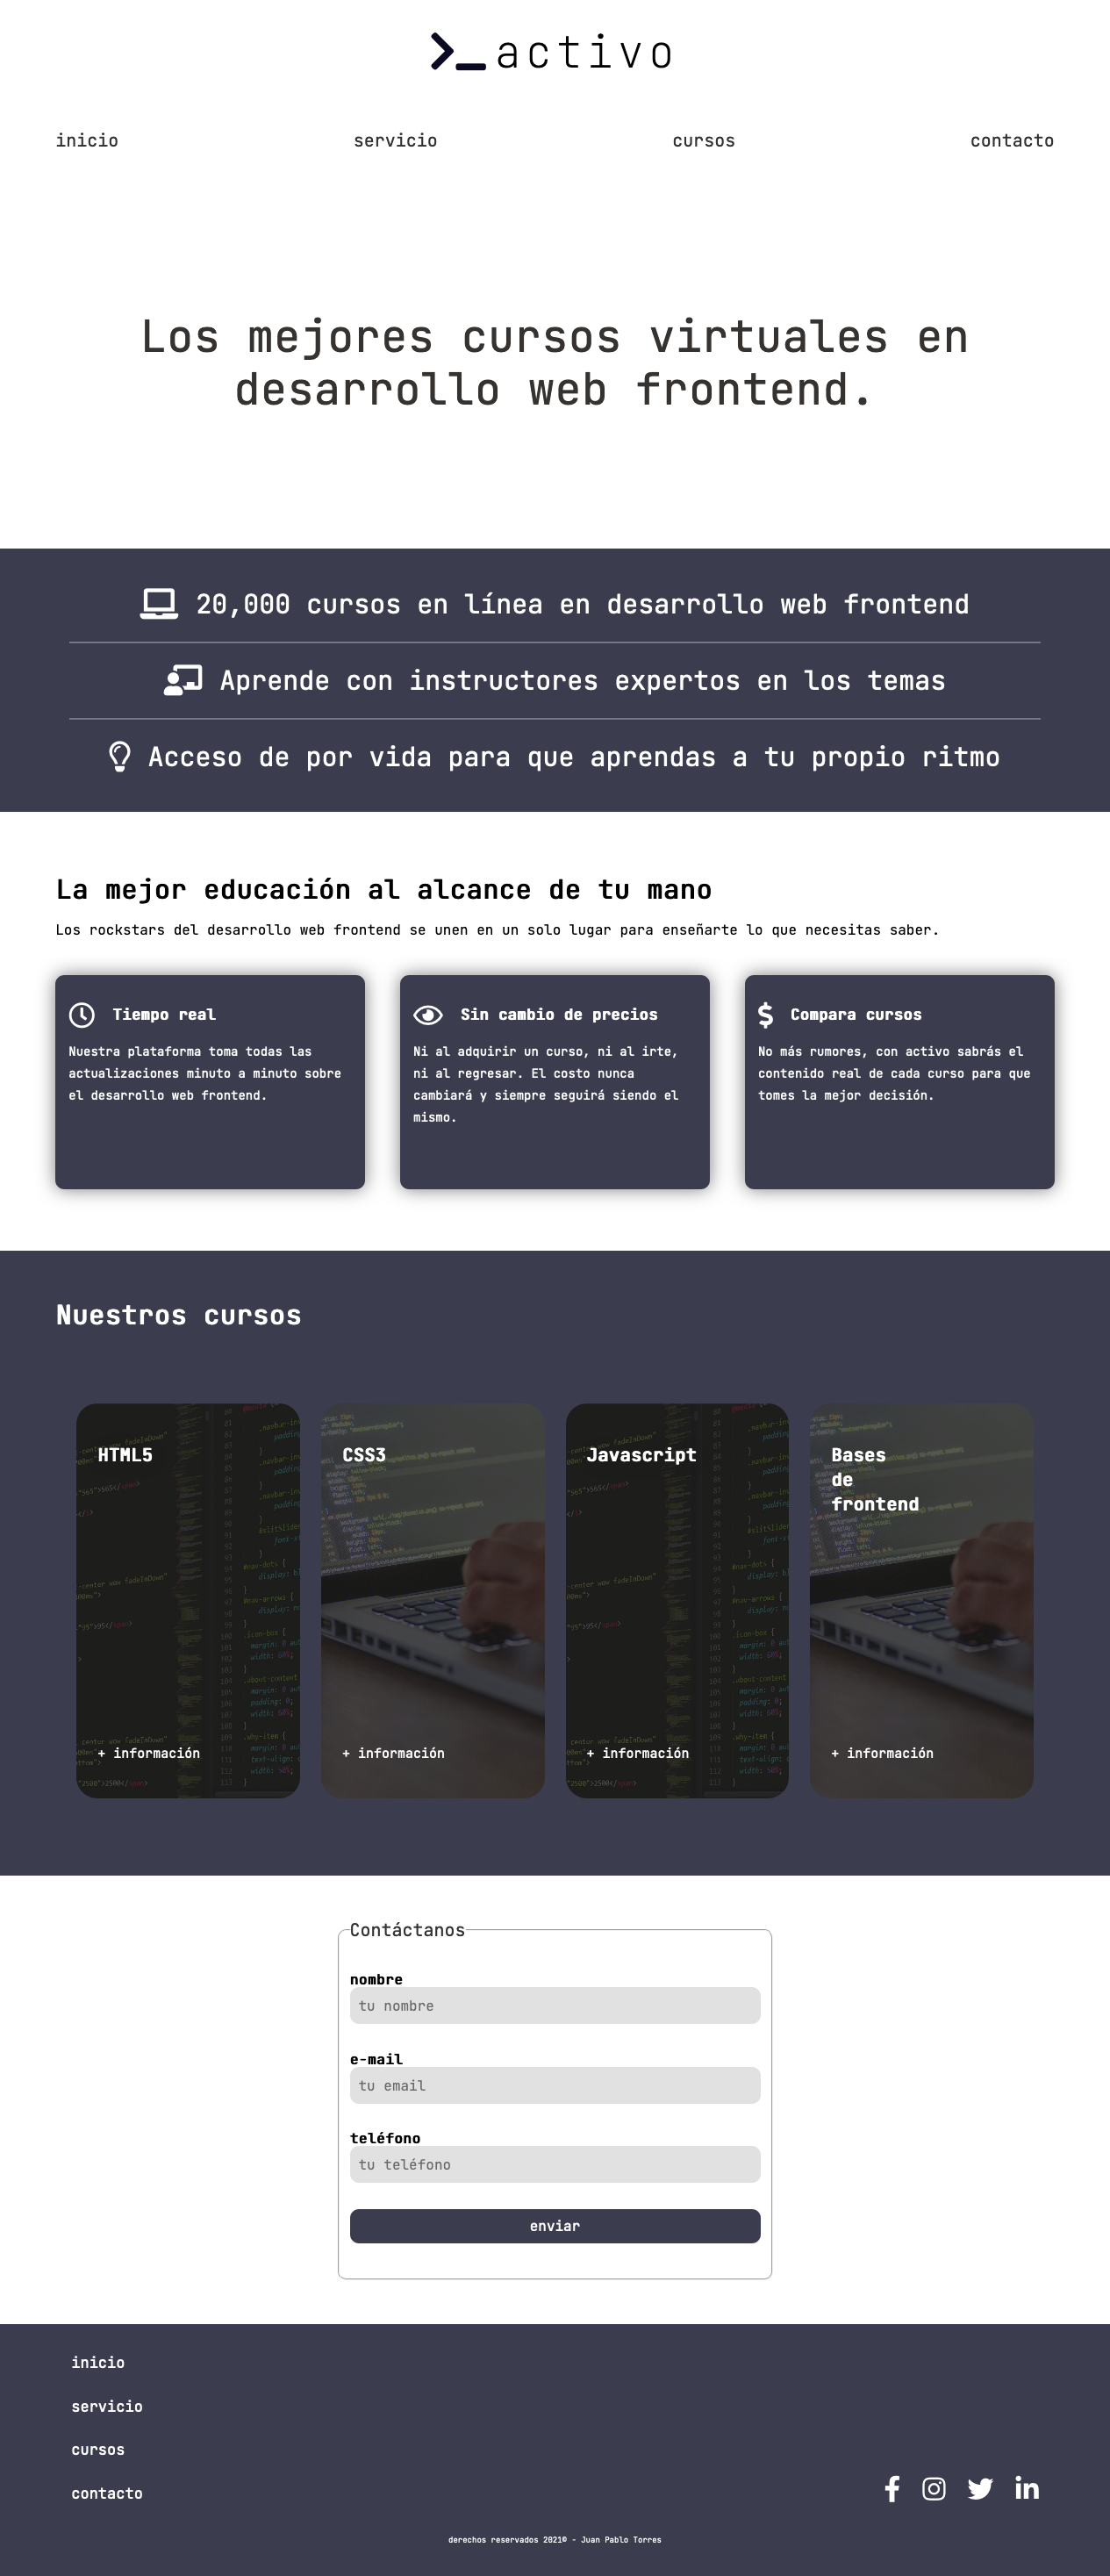 >_activo
inicio servicio cursos contacto
Los mejores cursos virtuales en
desarrollo web frontend.
20,000 cursos en línea en desarrollo web frontend
Aprende con instructores expertos en los temas
Acceso de por vida para que aprendas a tu propio ritmo
La mejor educación al alcance de tu mano
Los rockstars del desarrollo web frontend se unen en un solo lugar para enseñarte lo que necesitas saber.
Tiempo real
Nuestra plataforma toma todas las
actualizaciones minuto a minuto sobre
el desarrollo web frontend.
Sin cambio de precios
Ni al adquirir un curso, ni al irte,
ni al regresar. El costo nunca
cambiará y siempre seguirá siendo el
mismo.
Compara cursos
No más rumores, con activo sabrás el
contenido real de cada curso para que
tomes la mejor decisión.
Nuestros cursos
HTML5
+ información
CSS3
+ información
Javascript
+ información
Bases
de
frontend
+ información
Contáctanos
nombre
tu nombre
e-mail
tu email
teléfono
tu teléfono
enviar
inicio
servicio
cursos
contacto
derechos reservados 2021© - Juan Pablo Torres